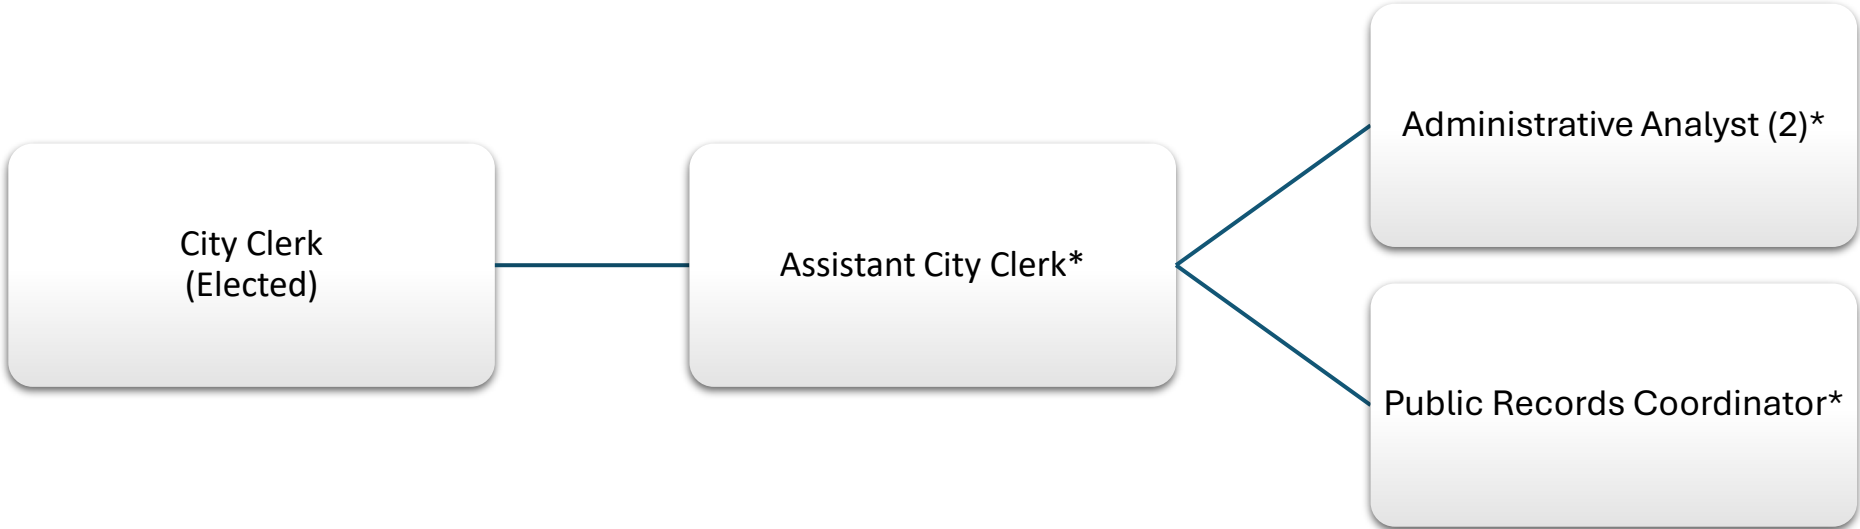 City Clerk
(Elected)
Assistant City Clerk*
Administrative Analyst (2)*
Public Records Coordinator*